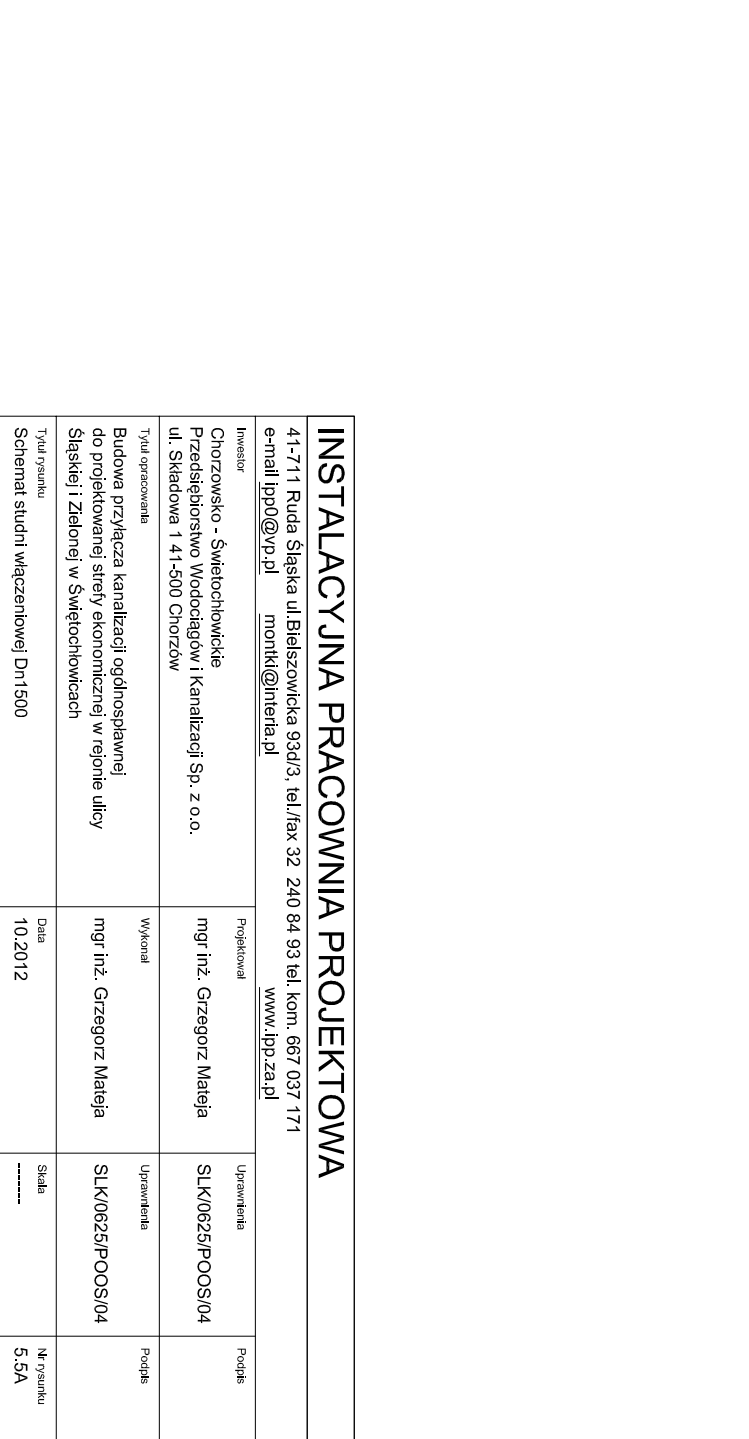 INSTALACYJNA PRACOWNIA PROJEKTOWA
41-711 Ruda Śląska ul.Bielszowicka 93d/3, tel./fax 32 240 84 93 tel. kom. 667 037 171
e-mail ipp0@vp.pl montki@interia.pl www.ipp.za.pl
Inwestor
Chorzowsko - Świetochłowickie
Przedsiębiorstwo Wodociągów i Kanalizacji Sp. z o.o.
ul. Składowa 1 41-500 Chorzów
Projektował
mgr inż. Grzegorz Mateja
Uprawnienia
SLK/0625/POOS/04
Podpis
Tytuł opracowania
Budowa przyłącza kanalizacji ogólnospławnej
do projektowanej strefy ekonomicznej w rejonie ulicy
Śląskiej i Zielonej w Świętochłowicach
Wykonał
mgr inż. Grzegorz Mateja
Uprawnienia
SLK/0625/POOS/04
Podpis
Tytuł rysunku
Schemat studni włączeniowej Dn1500
Data
10.2012
Skala
-------
Nr rysunku
5.5A